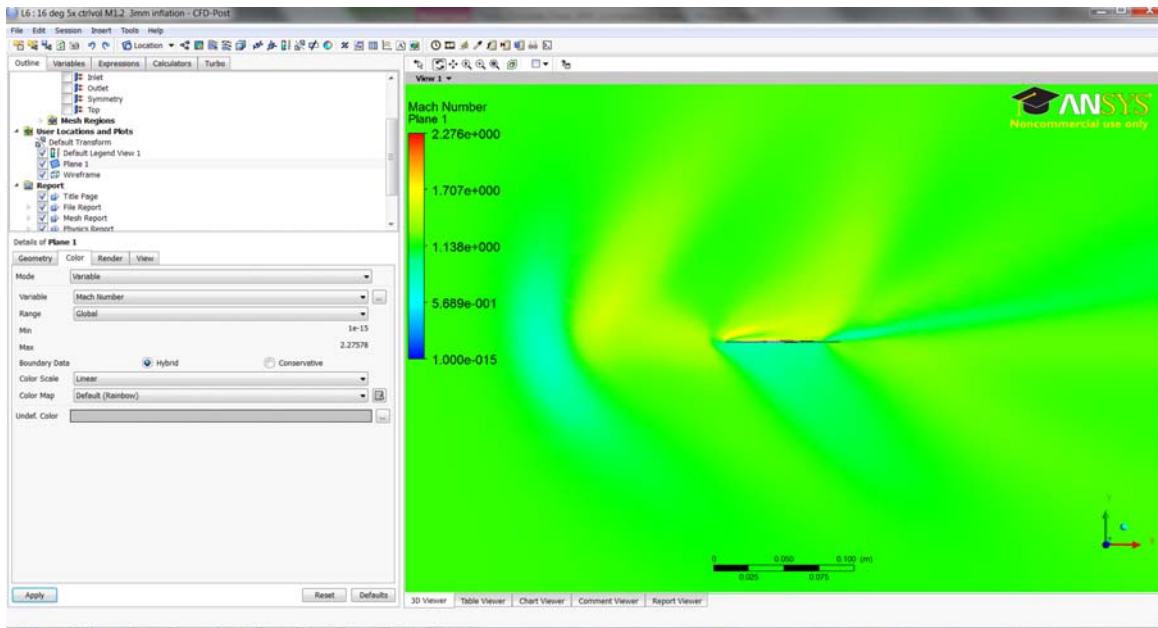 L6 : 16 deg 5x ctrlvol M1.2 3mm inflation - CFD-Post
File Edit Session Insert Tools Help
Location
Outline Variables Expressions Calculators Turbo
Inlet
Outlet
Symmetry
Top
Mesh Regions
User Locations and Plots
Default Transform
Default Legend View 1
Plane 1
Wireframe
Report
Title Page
File Report
Mesh Report
Physics Report
Details of Plane 1
Geometry Color Render View
Mode Variable
Variable Mach Number ...
Range Global
Min 1e-15
Max 2.27578
Boundary Data Hybrid Conservative
Color Scale Linear
Color Map Default (Rainbow)
Undef. Color ...
Apply Reset Defaults
View 1
Mach Number
Plane 1
2.276e+000
1.707e+000
1.138e+000
5.689e-001
1.000e-015
ANSYS
Noncommercial use only
Y
X
0 0.050 0.100 (m)
0.025 0.075
3D Viewer Table Viewer Chart Viewer Comment Viewer Report Viewer